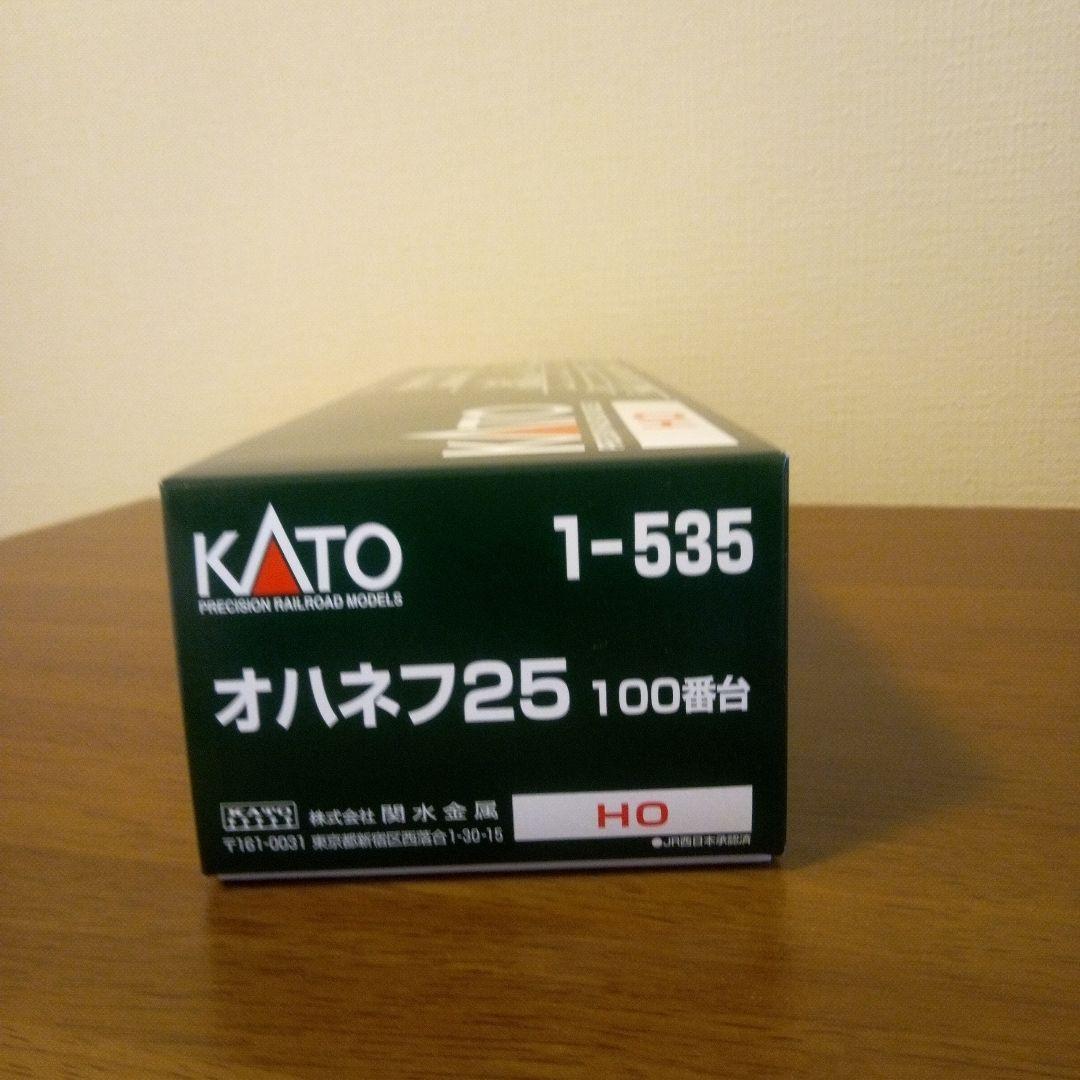 KATO
KATO
PRECISION RAILROAD MODELS
1-535
オハネフ25 100番台
KATO 株式会社 関水金属
〒161-0031 東京都新宿区西落合1-30-15
HO
●JR西日本承認済